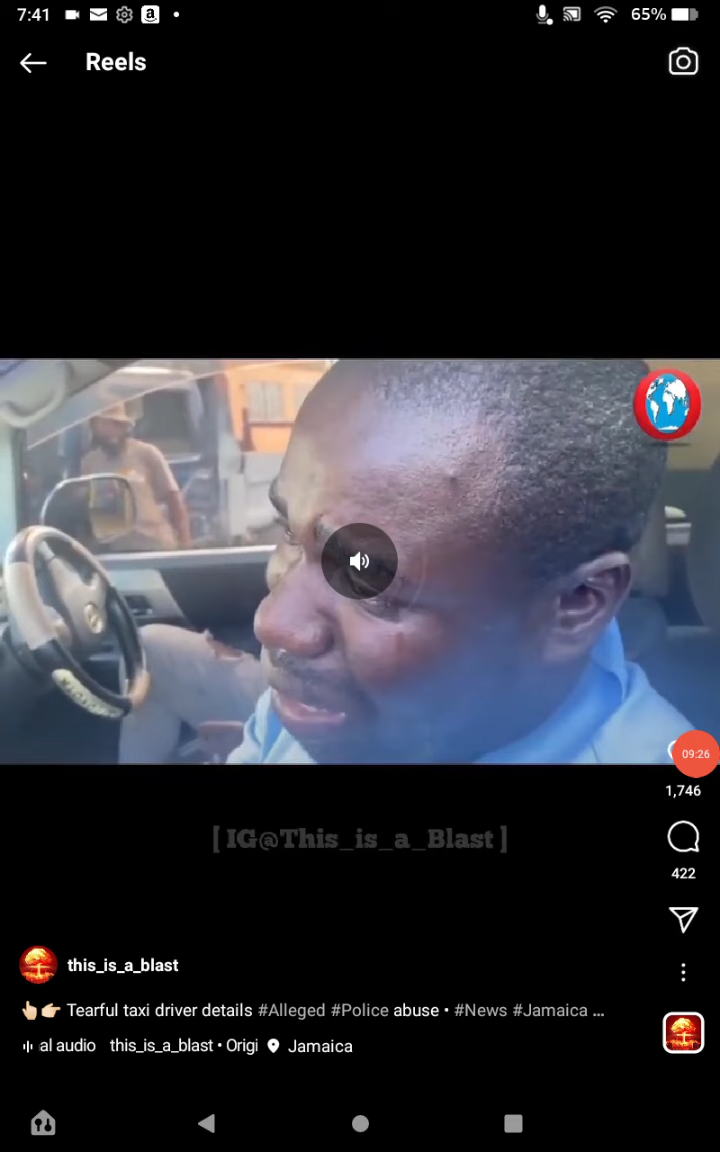 7:41
65%
Reels
09:26
1,746
[ IG@This_is_a_Blast ]
422
this_is_a_blast
👆🏼👉🏼 Tearful taxi driver details #Alleged #Police abuse • #News #Jamaica ...
al audio this_is_a_blast • Origi Jamaica